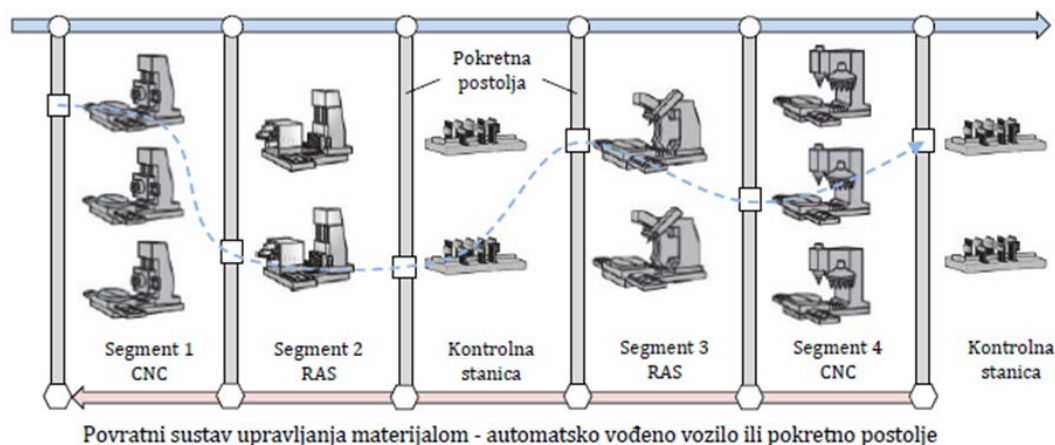 Pokretna
postolja
Segment 1
CNC
Segment 2
RAS
Kontrolna
stanica
Segment 3
RAS
Segment 4
CNC
Kontrolna
stanica
Povratni sustav upravljanja materijalom - automatsko vođeno vozilo ili pokretno postolje